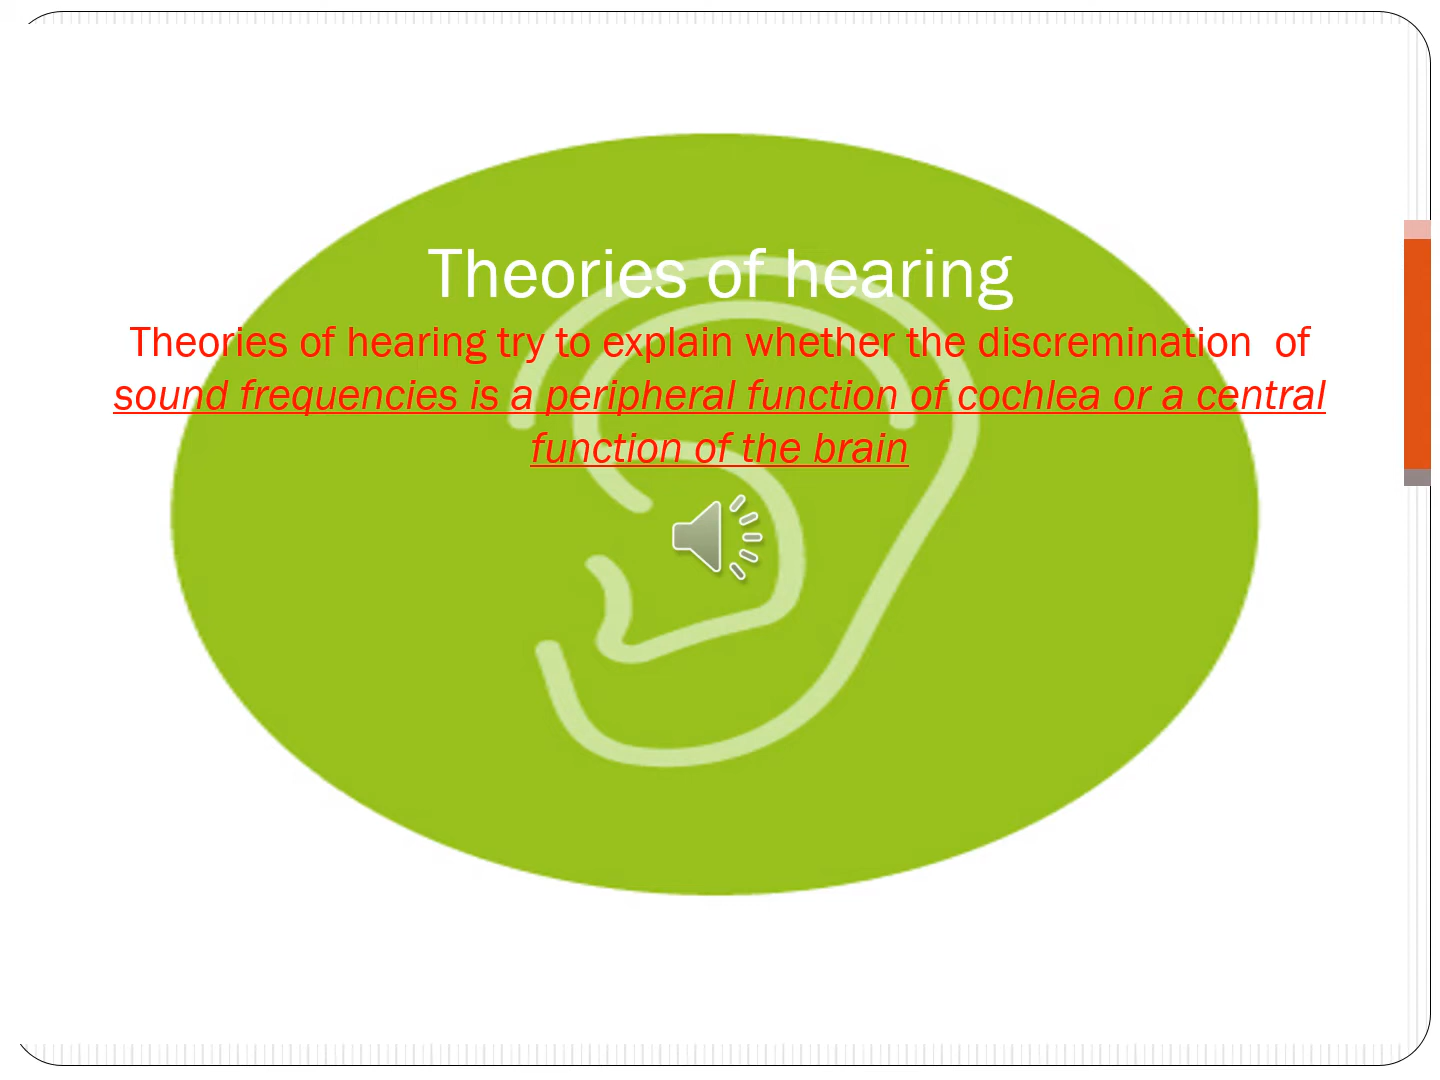 Theories of hearing
Theories of hearing try to explain whether the discremination  of
sound frequencies is a peripheral function of cochlea or a central
function of the brain